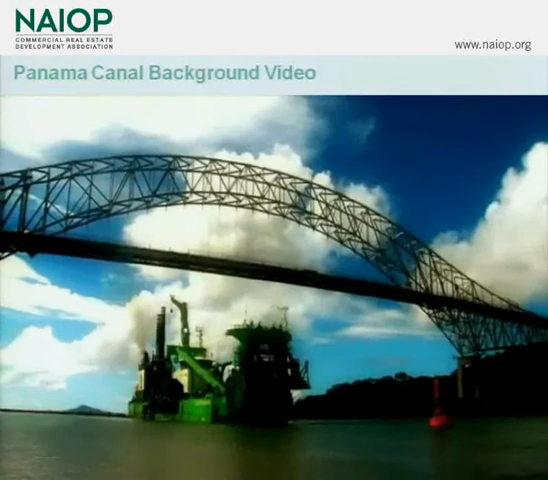 NAIOP
COMMERCIAL REAL ESTATE
DEVELOPMENT ASSOCIATION
www.naiop.org
Panama Canal Background Video